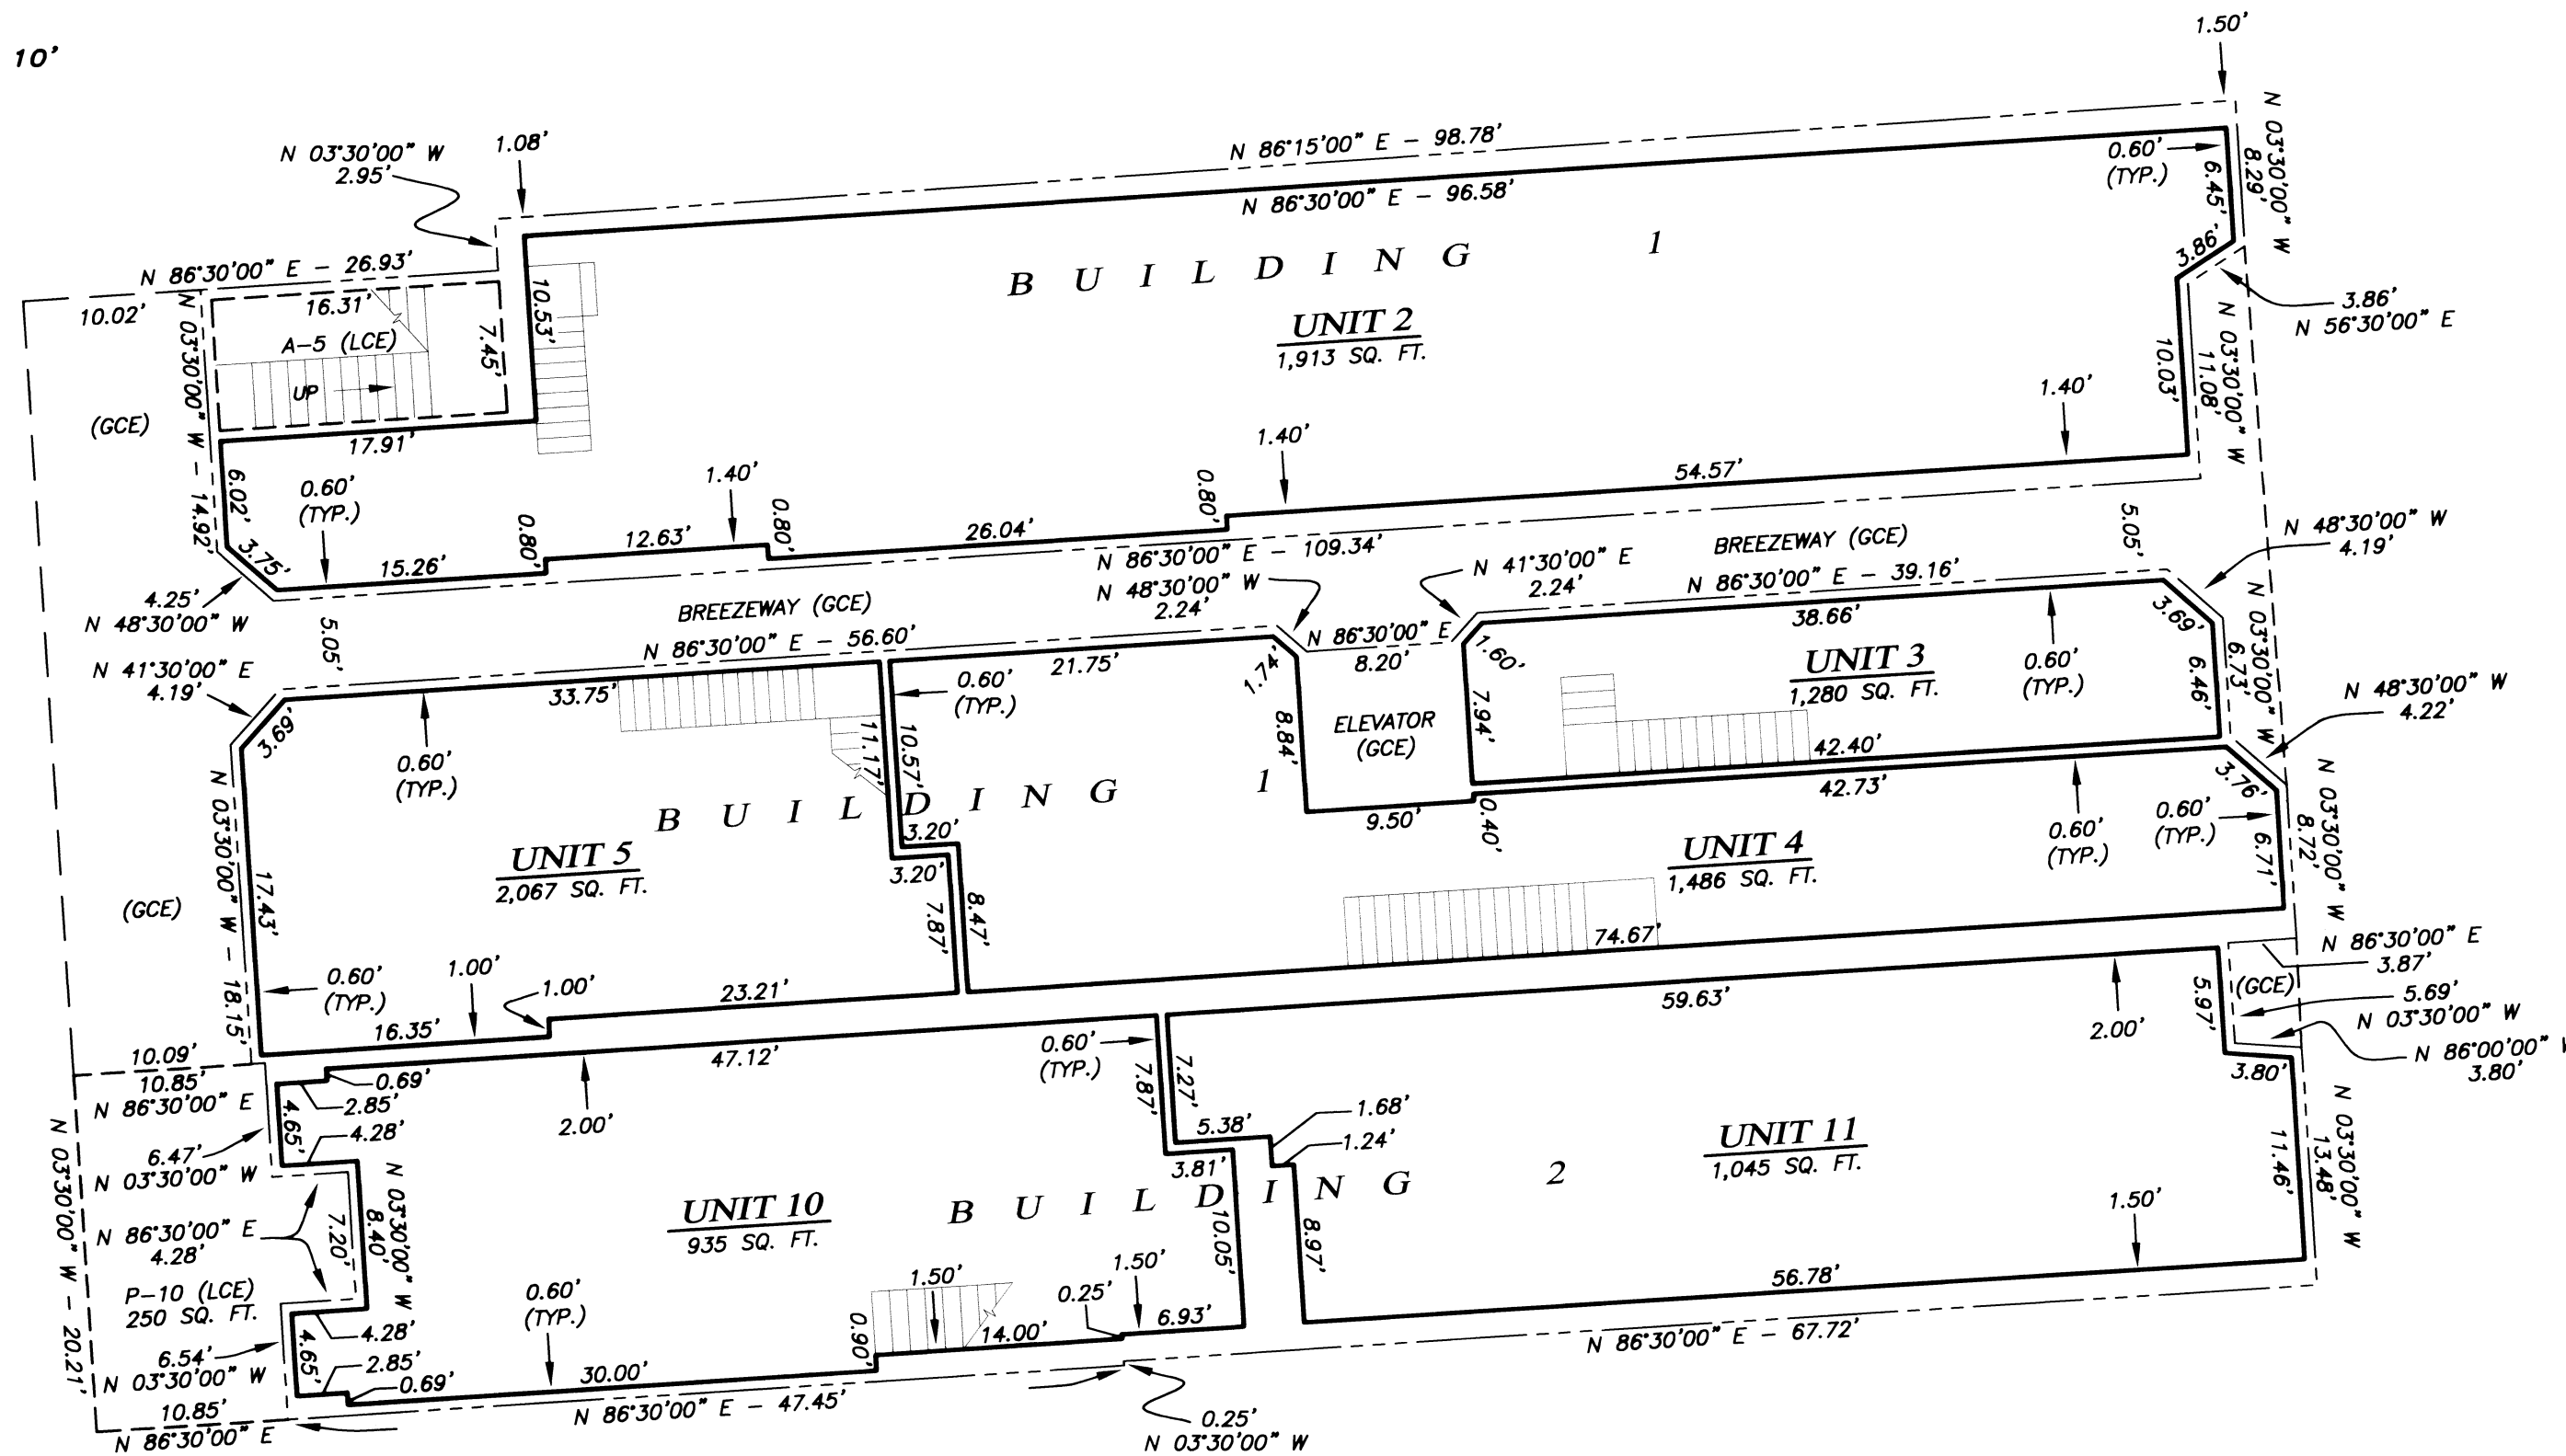 10'
1.50'
1.08'
N 03°30'00" W
2.95'
N 86°15'00" E - 98.78'
N 86°30'00" E - 96.58'
0.60'
(TYP.)
6.45'
N 03°30'00" W
8.29'
BUILDING 1
UNIT 2
1,913 SQ. FT.
3.86'
3.86'
N 56°30'00" E
N 86°30'00" E - 26.93'
10.02'
16.31'
A-5 (LCE)
UP
7.45'
10.53'
(GCE)
N 03°30'00" W - 14.92'
17.91'
10.03'
N 03°30'00" W
11.08'
1.40'
1.40'
1.40'
6.02'
0.60'
(TYP.)
3.75'
15.26'
0.80'
12.63'
0.80'
26.04'
0.80'
54.57'
N 86°30'00" E - 109.34'
4.25'
N 48°30'00" W
5.05'
BREEZEWAY (GCE)
BREEZEWAY (GCE)
5.05'
N 48°30'00" W
4.19'
N 48°30'00" W
2.24'
N 41°30'00" E
2.24'
N 86°30'00" E - 39.16'
38.66'
N 41°30'00" E
4.19'
N 86°30'00" E - 56.60'
33.75'
21.75'
0.60'
(TYP.)
1.74'
N 86°30'00" E
8.20'
1.60'
3.69'
N 03°30'00" W
6.73'
6.46'
UNIT 3
1,280 SQ. FT.
0.60'
(TYP.)
N 48°30'00" W
4.22'
3.69'
0.60'
(TYP.)
11.17'
10.57'
8.84'
ELEVATOR
(GCE)
7.94'
42.40'
42.73'
3.76'
BUILDING 1
3.20'
3.20'
9.50'
0.40'
UNIT 4
1,486 SQ. FT.
0.60'
(TYP.)
0.60'
(TYP.)
6.71'
N 03°30'00" W
8.72'
UNIT 5
2,067 SQ. FT.
(GCE)
N 03°30'00" W - 18.15'
17.43'
0.60'
(TYP.)
1.00'
1.00'
16.35'
23.21'
7.87'
8.47'
74.67'
N 86°30'00" E
3.87'
(GCE)
5.69'
N 03°30'00" W
N 86°00'00"
3.80'
59.63'
2.00'
5.97'
3.80'
10.09'
10.85'
N 86°30'00" E
47.12'
0.60'
(TYP.)
0.69'
2.85'
4.65'
4.28'
2.00'
7.87'
7.27'
5.38'
1.68'
1.24'
3.81'
6.47'
N 03°30'00" W
N 03°30'00" W - 20.21'
N 86°30'00" E
4.28'
7.20'
8.40'
N 03°30'00" W
UNIT 10
935 SQ. FT.
BUILDING 2
UNIT 11
1,045 SQ. FT.
11.46'
N 03°30'00" W
13.48'
P-10 (LCE)
250 SQ. FT.
0.60'
(TYP.)
1.50'
0.25'
1.50'
10.05'
8.97'
1.50'
56.78'
4.28'
6.54'
N 03°30'00" W
4.65'
2.85'
0.69'
30.00'
0.90'
14.00'
6.93'
N 86°30'00" E - 67.72'
10.85'
N 86°30'00" E
N 86°30'00" E - 47.45'
0.25'
N 03°30'00" W